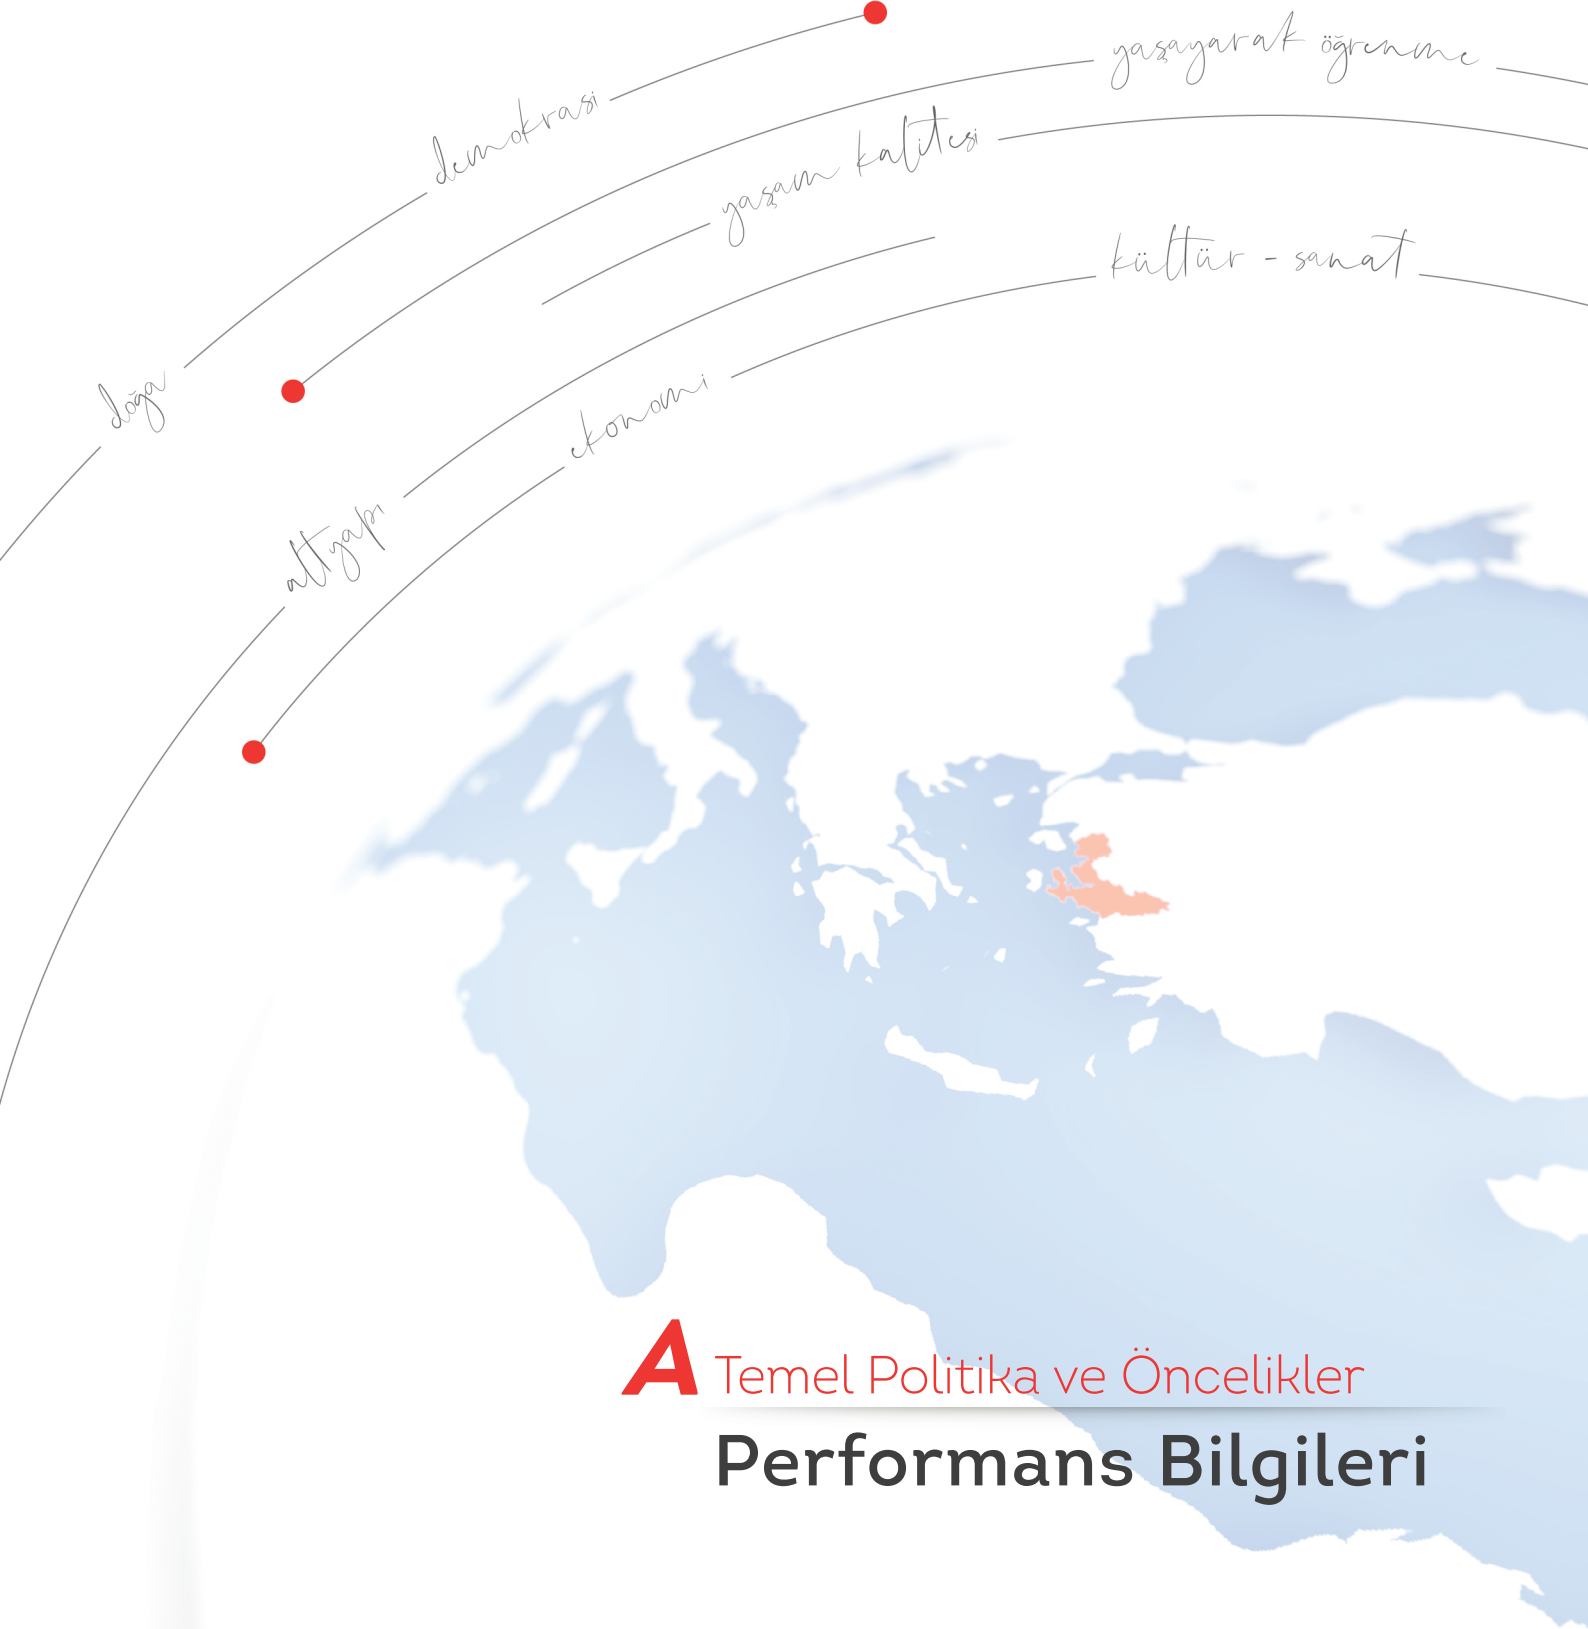 yaşayarak öğrenme
demokrasi
yaşam kalitesi
kültür - sanat
doğa
ekonomi
altyapı
A Temel Politika ve Öncelikler
Performans Bilgileri